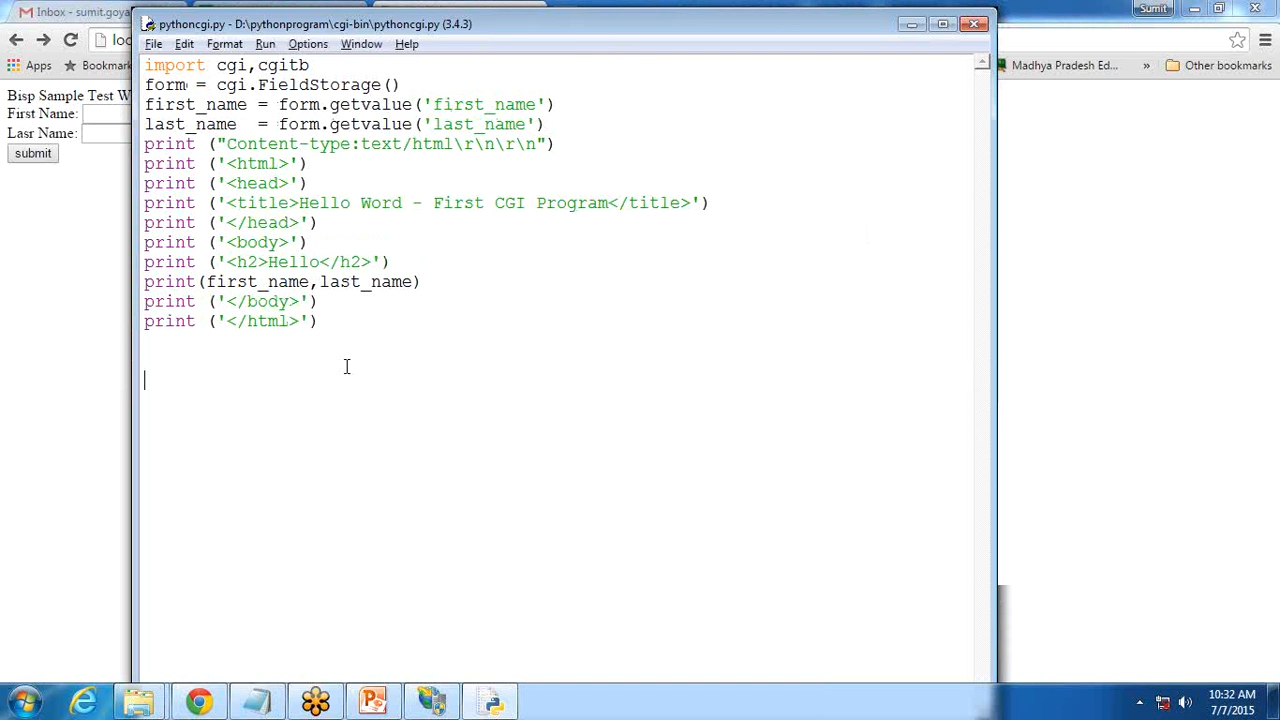 Inbox - sumit.goya
pythoncgi.py - D:\pythonprogram\cgi-bin\pythoncgi.py (3.4.3)
Sumit
File Edit Format Run Options Window Help
loc
Apps
Bookmark
Madhya Pradesh Ed...
»
Other bookmarks
Bisp Sample Test W
First Name:
Lasr Name:
submit
import cgi,cgitb
form = cgi.FieldStorage()
first_name = form.getvalue('first_name')
last_name  = form.getvalue('last_name')
print ("Content-type:text/html\r\n\r\n")
print ('<html>')
print ('<head>')
print ('<title>Hello Word - First CGI Program</title>')
print ('</head>')
print ('<body>')
print ('<h2>Hello</h2>')
print(first_name,last_name)
print ('</body>')
print ('</html>')
10:32 AM
7/7/2015